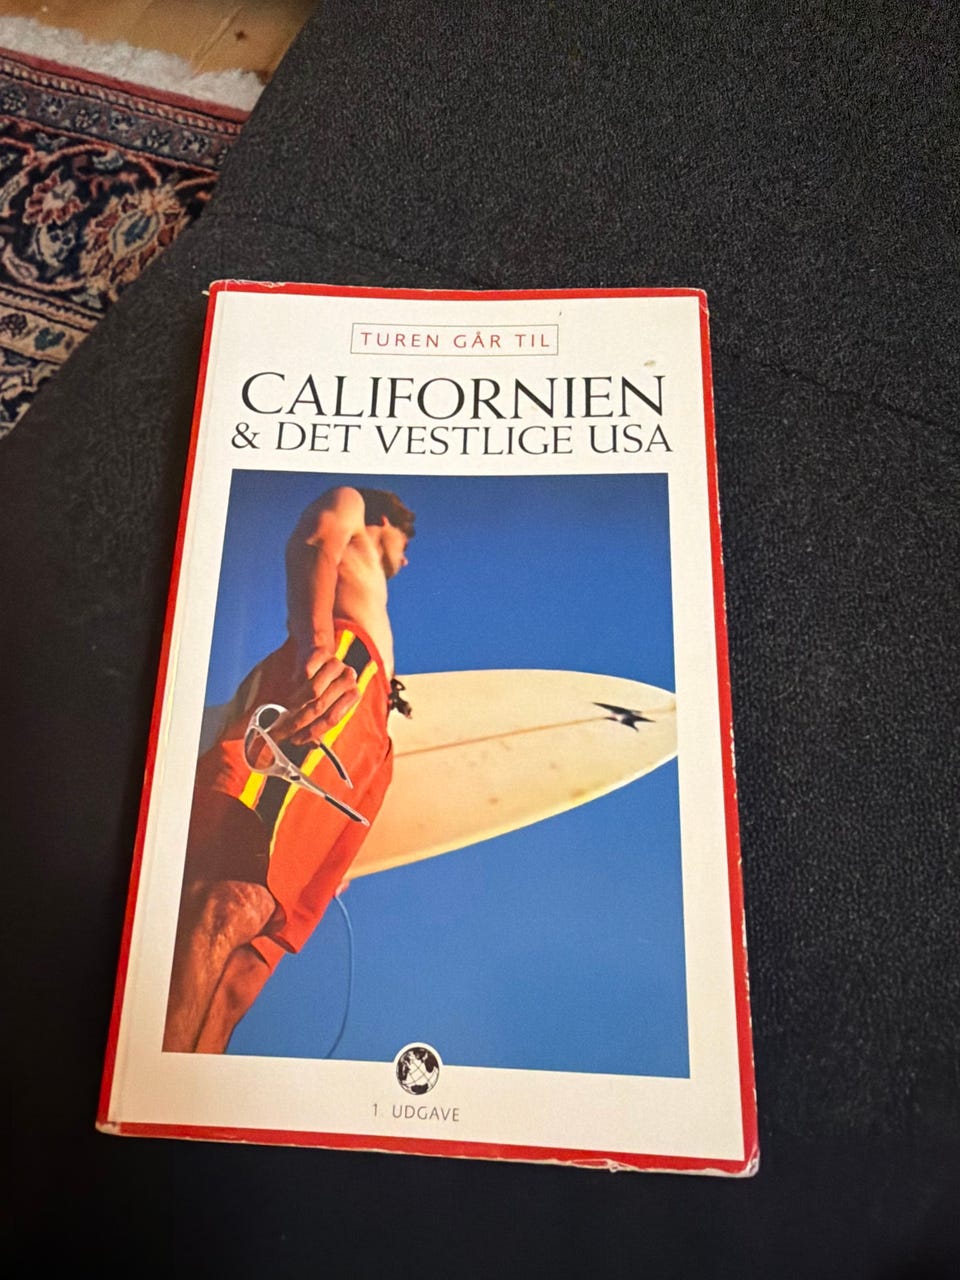 TUREN GÅR TIL
CALIFORNIEN
& DET VESTLIGE USA
1. UDGAVE